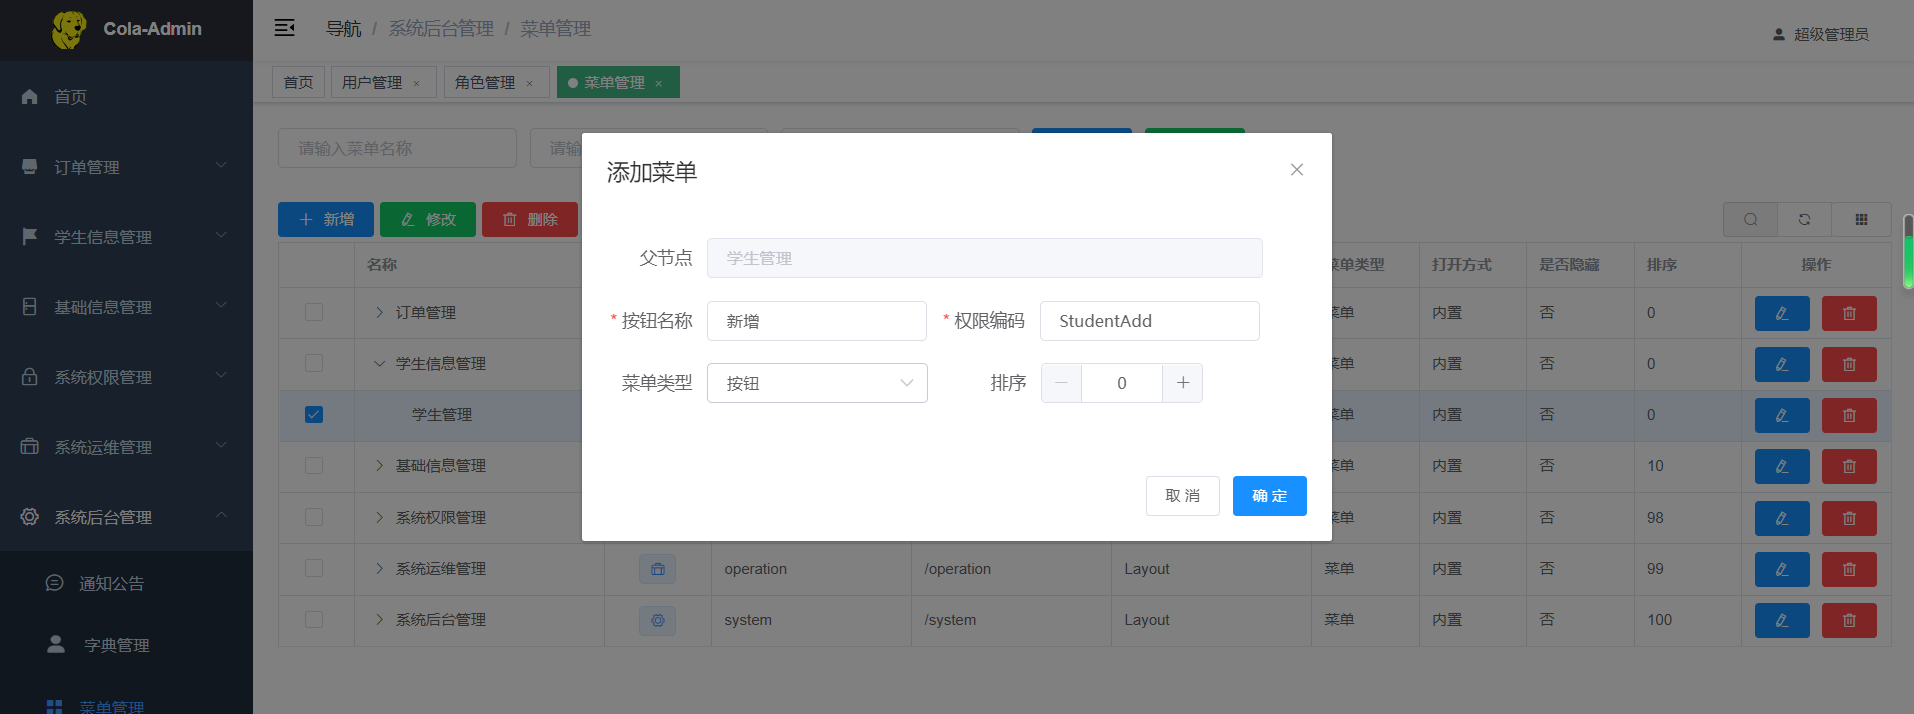 Cola-Admin
导航 / 系统后台管理 / 菜单管理
超级管理员
首页
用户管理 ×
角色管理 ×
菜单管理 ×
首页
订单管理
学生信息管理
基础信息管理
系统权限管理
系统运维管理
系统后台管理
通知公告
字典管理
菜单管理
请输入菜单名称
请输
新增
修改
删除
名称
菜单类型
打开方式
是否隐藏
排序
操作
订单管理 菜单 内置 否 0
学生信息管理 菜单 内置 否 0
学生管理 菜单 内置 否 0
基础信息管理 菜单 内置 否 10
系统权限管理 菜单 内置 否 98
系统运维管理 operation /operation Layout 菜单 内置 否 99
系统后台管理 system /system Layout 菜单 内置 否 100
添加菜单
父节点 学生管理
* 按钮名称 新增 * 权限编码 StudentAdd
菜单类型 按钮 排序 — 0 +
取 消 确 定